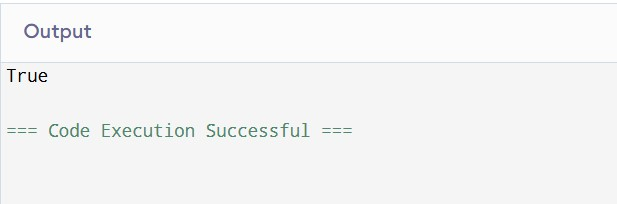 Output
True
=== Code Execution Successful ===